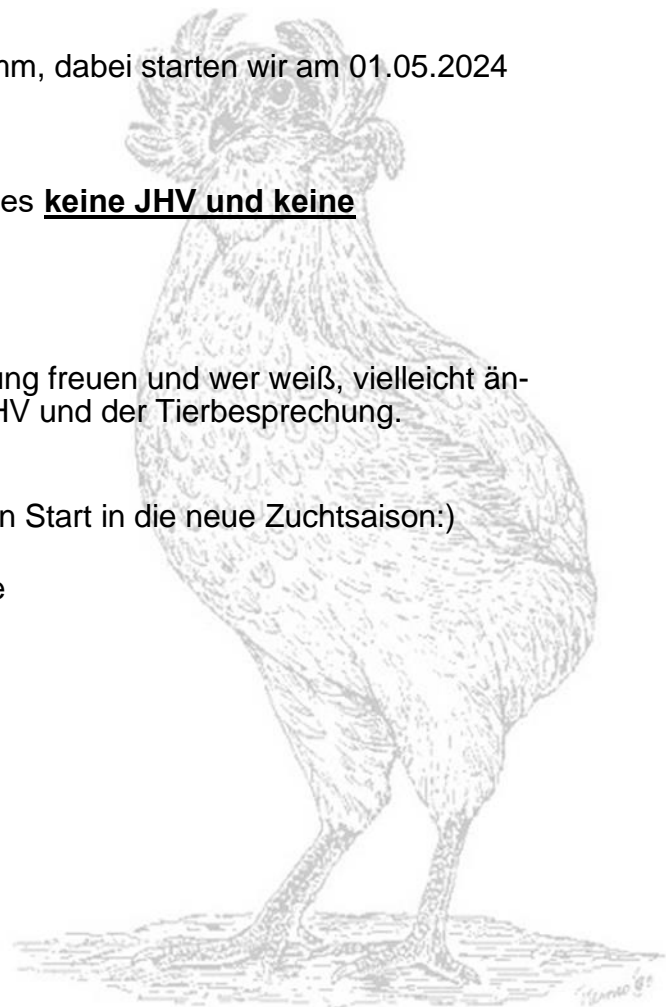 nm, dabei starten wir am 01.05.2024
es keine JHV und keine
ung freuen und wer weiß, vielleicht än-
HV und der Tierbesprechung.
n Start in die neue Zuchtsaison:)
e